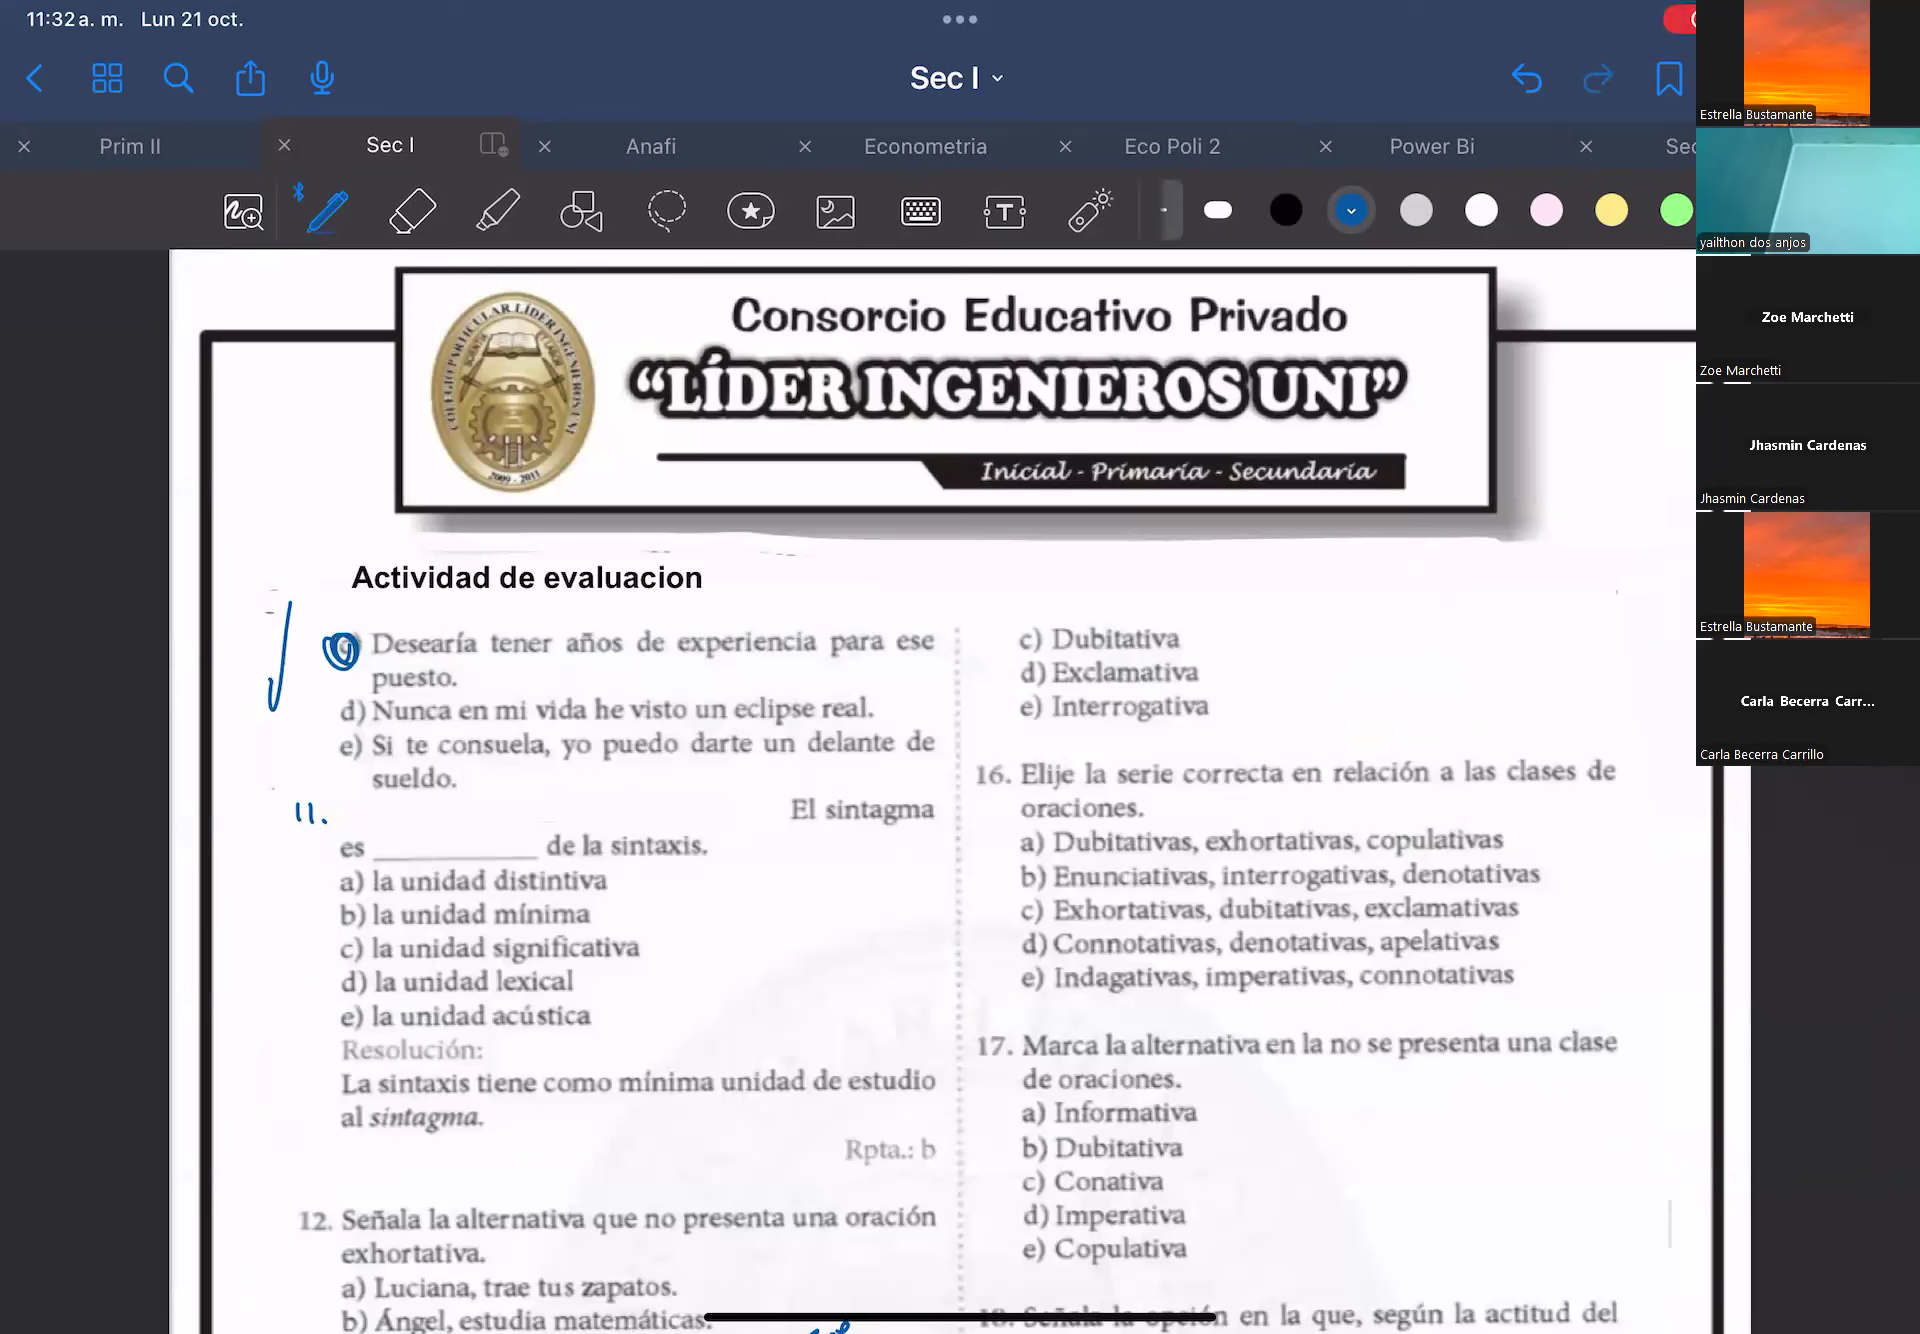 11:32 a. m. Lun 21 oct.
Sec I
Prim II
Sec I
Anafi
Econometria
Eco Poli 2
Power Bi
Sec
Estrella Bustamante
yailthon dos anjos
Zoe Marchetti
Zoe Marchetti
Jhasmin Cardenas
Jhasmin Cardenas
Estrella Bustamante
Carla Becerra Carr...
Carla Becerra Carrillo
Consorcio Educativo Privado
“LÍDER INGENIEROS UNI”
Inicial - Primaria - Secundaria
2009 - 2011
Actividad de evaluacion
Desearía tener años de experiencia para ese
puesto.
d) Nunca en mi vida he visto un eclipse real.
e) Si te consuela, yo puedo darte un delante de
sueldo.
11.
El sintagma
es ____________ de la sintaxis.
a) la unidad distintiva
b) la unidad mínima
c) la unidad significativa
d) la unidad lexical
e) la unidad acústica
Resolución:
La sintaxis tiene como mínima unidad de estudio
al sintagma.
Rpta.: b
12. Señala la alternativa que no presenta una oración
exhortativa.
a) Luciana, trae tus zapatos.
b) Ángel, estudia matemáticas.
c) Dubitativa
d) Exclamativa
e) Interrogativa
16. Elije la serie correcta en relación a las clases de
oraciones.
a) Dubitativas, exhortativas, copulativas
b) Enunciativas, interrogativas, denotativas
c) Exhortativas, dubitativas, exclamativas
d) Connotativas, denotativas, apelativas
e) Indagativas, imperativas, connotativas
17. Marca la alternativa en la no se presenta una clase
de oraciones.
a) Informativa
b) Dubitativa
c) Conativa
d) Imperativa
e) Copulativa
18. Señala la opción en la que, según la actitud del